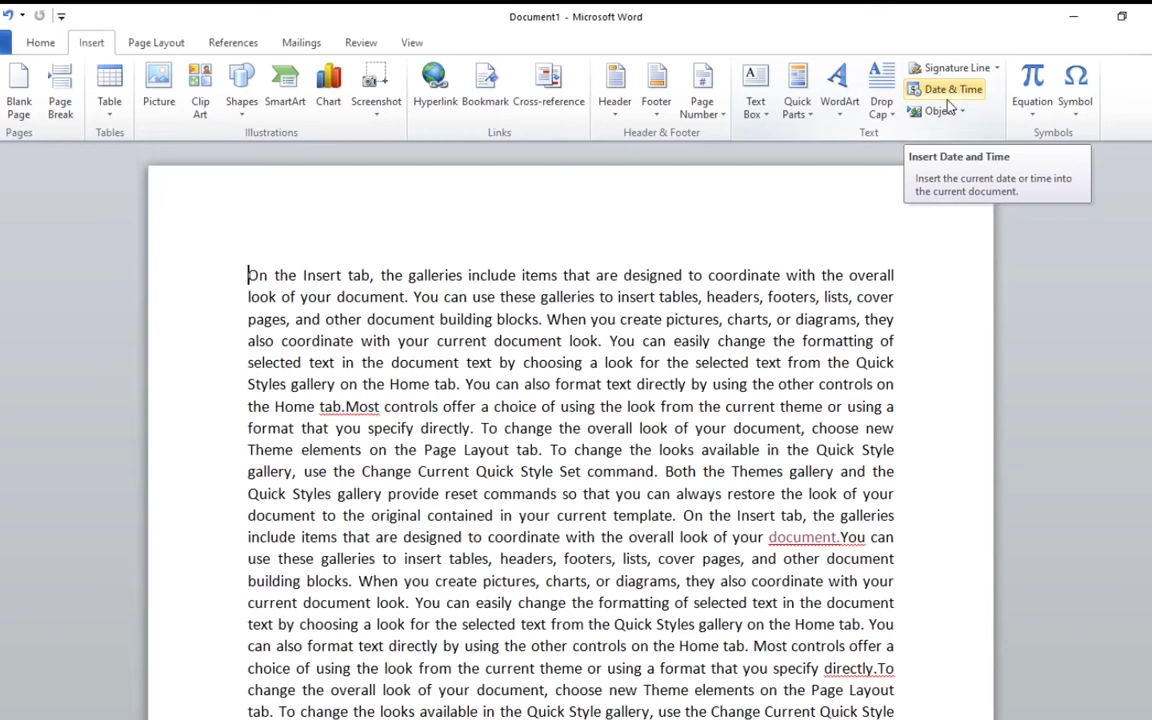 Document1 - Microsoft Word
Home Insert Page Layout References Mailings Review View
Blank Page
Page Break
Table
Picture
Clip Art
Shapes
SmartArt
Chart
Screenshot
Hyperlink
Bookmark
Cross-reference
Header
Footer
Page Number
Text Box
Quick Parts
WordArt
Drop Cap
Signature Line
Date & Time
Object
Equation
Symbol
Pages Tables Illustrations Links Header & Footer Text Symbols
Insert Date and Time
Insert the current date or time into
the current document.
On the Insert tab, the galleries include items that are designed to coordinate with the overall
look of your document. You can use these galleries to insert tables, headers, footers, lists, cover
pages, and other document building blocks. When you create pictures, charts, or diagrams, they
also coordinate with your current document look. You can easily change the formatting of
selected text in the document text by choosing a look for the selected text from the Quick
Styles gallery on the Home tab. You can also format text directly by using the other controls on
the Home tab.Most controls offer a choice of using the look from the current theme or using a
format that you specify directly. To change the overall look of your document, choose new
Theme elements on the Page Layout tab. To change the looks available in the Quick Style
gallery, use the Change Current Quick Style Set command. Both the Themes gallery and the
Quick Styles gallery provide reset commands so that you can always restore the look of your
document to the original contained in your current template. On the Insert tab, the galleries
include items that are designed to coordinate with the overall look of your document.You can
use these galleries to insert tables, headers, footers, lists, cover pages, and other document
building blocks. When you create pictures, charts, or diagrams, they also coordinate with your
current document look. You can easily change the formatting of selected text in the document
text by choosing a look for the selected text from the Quick Styles gallery on the Home tab. You
can also format text directly by using the other controls on the Home tab. Most controls offer a
choice of using the look from the current theme or using a format that you specify directly.To
change the overall look of your document, choose new Theme elements on the Page Layout
tab. To change the looks available in the Quick Style gallery, use the Change Current Quick Style